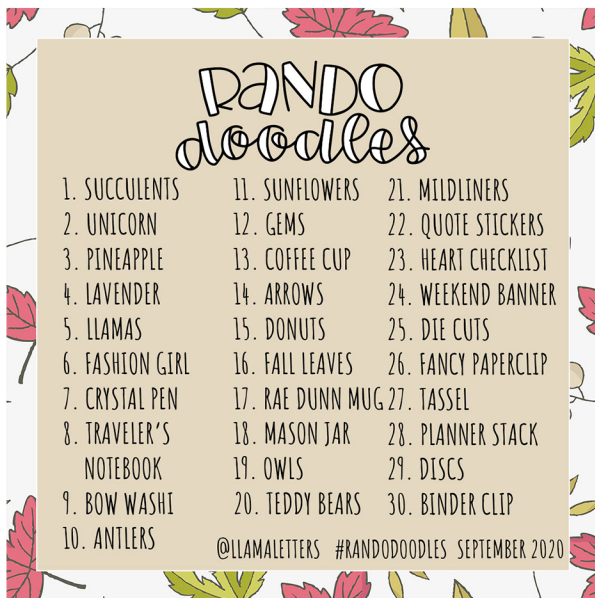 RANDO
doodles
1. SUCCULENTS
2. UNICORN
3. PINEAPPLE
4. LAVENDER
5. LLAMAS
6. FASHION GIRL
7. CRYSTAL PEN
8. TRAVELER'S
NOTEBOOK
9. BOW WASHI
10. ANTLERS
11. SUNFLOWERS
12. GEMS
13. COFFEE CUP
14. ARROWS
15. DONUTS
16. FALL LEAVES
17. RAE DUNN MUG
18. MASON JAR
19. OWLS
20. TEDDY BEARS
21. MILDLINERS
22. QUOTE STICKERS
23. HEART CHECKLIST
24. WEEKEND BANNER
25. DIE CUTS
26. FANCY PAPERCLIP
27. TASSEL
28. PLANNER STACK
29. DISCS
30. BINDER CLIP
@LLAMALETTERS #RANDODOODLES SEPTEMBER 2020